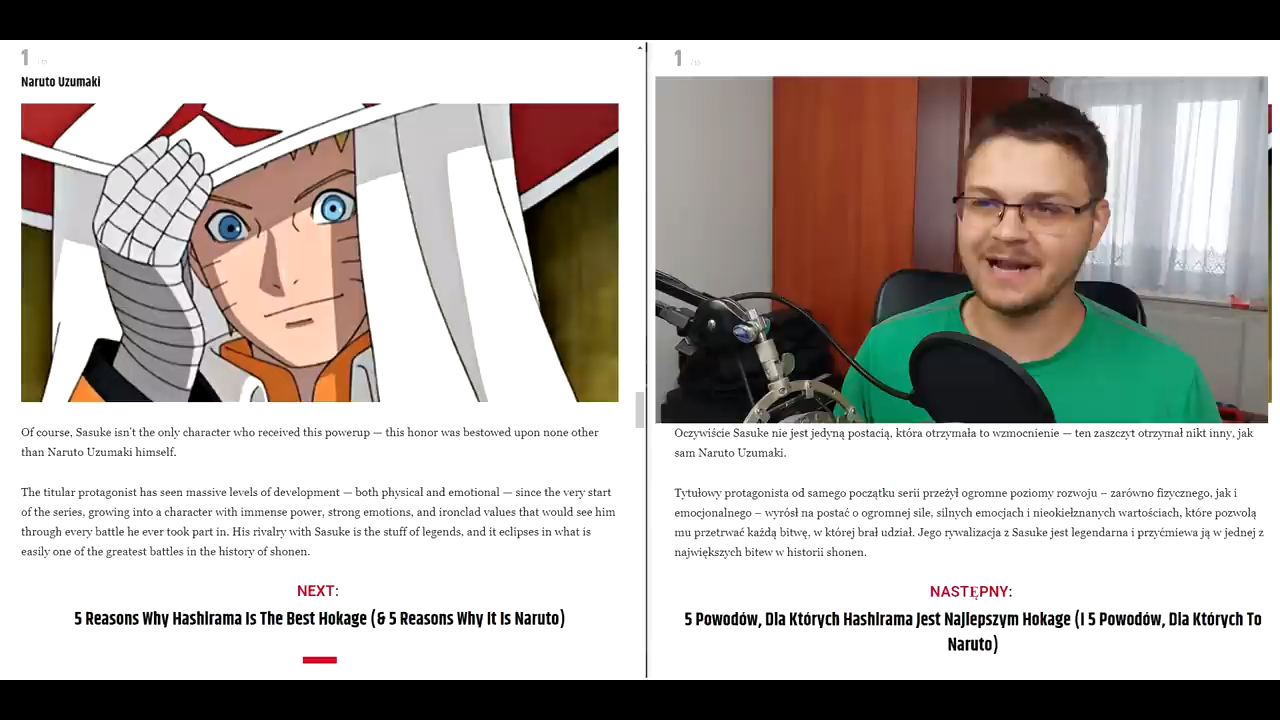 1 /10
Naruto Uzumaki
Of course, Sasuke isn't the only character who received this powerup — this honor was bestowed upon none other
than Naruto Uzumaki himself.
The titular protagonist has seen massive levels of development — both physical and emotional — since the very start
of the series, growing into a character with immense power, strong emotions, and ironclad values that would see him
through every battle he ever took part in. His rivalry with Sasuke is the stuff of legends, and it eclipses in what is
easily one of the greatest battles in the history of shonen.
NEXT:
5 Reasons Why Hashirama Is The Best Hokage (& 5 Reasons Why It Is Naruto)
1 /10
Oczywiście Sasuke nie jest jedyną postacią, która otrzymała to wzmocnienie — ten zaszczyt otrzymał nikt inny, jak
sam Naruto Uzumaki.
Tytułowy protagonista od samego początku serii przeżył ogromne poziomy rozwoju – zarówno fizycznego, jak i
emocjonalnego – wyrósł na postać o ogromnej sile, silnych emocjach i nieokiełznanych wartościach, które pozwolą
mu przetrwać każdą bitwę, w której brał udział. Jego rywalizacja z Sasuke jest legendarna i przyćmiewa ją w jednej z
największych bitew w historii shonen.
NASTĘPNY:
5 Powodów, Dla Których Hashirama Jest Najlepszym Hokage (I 5 Powodów, Dla Których To
Naruto)